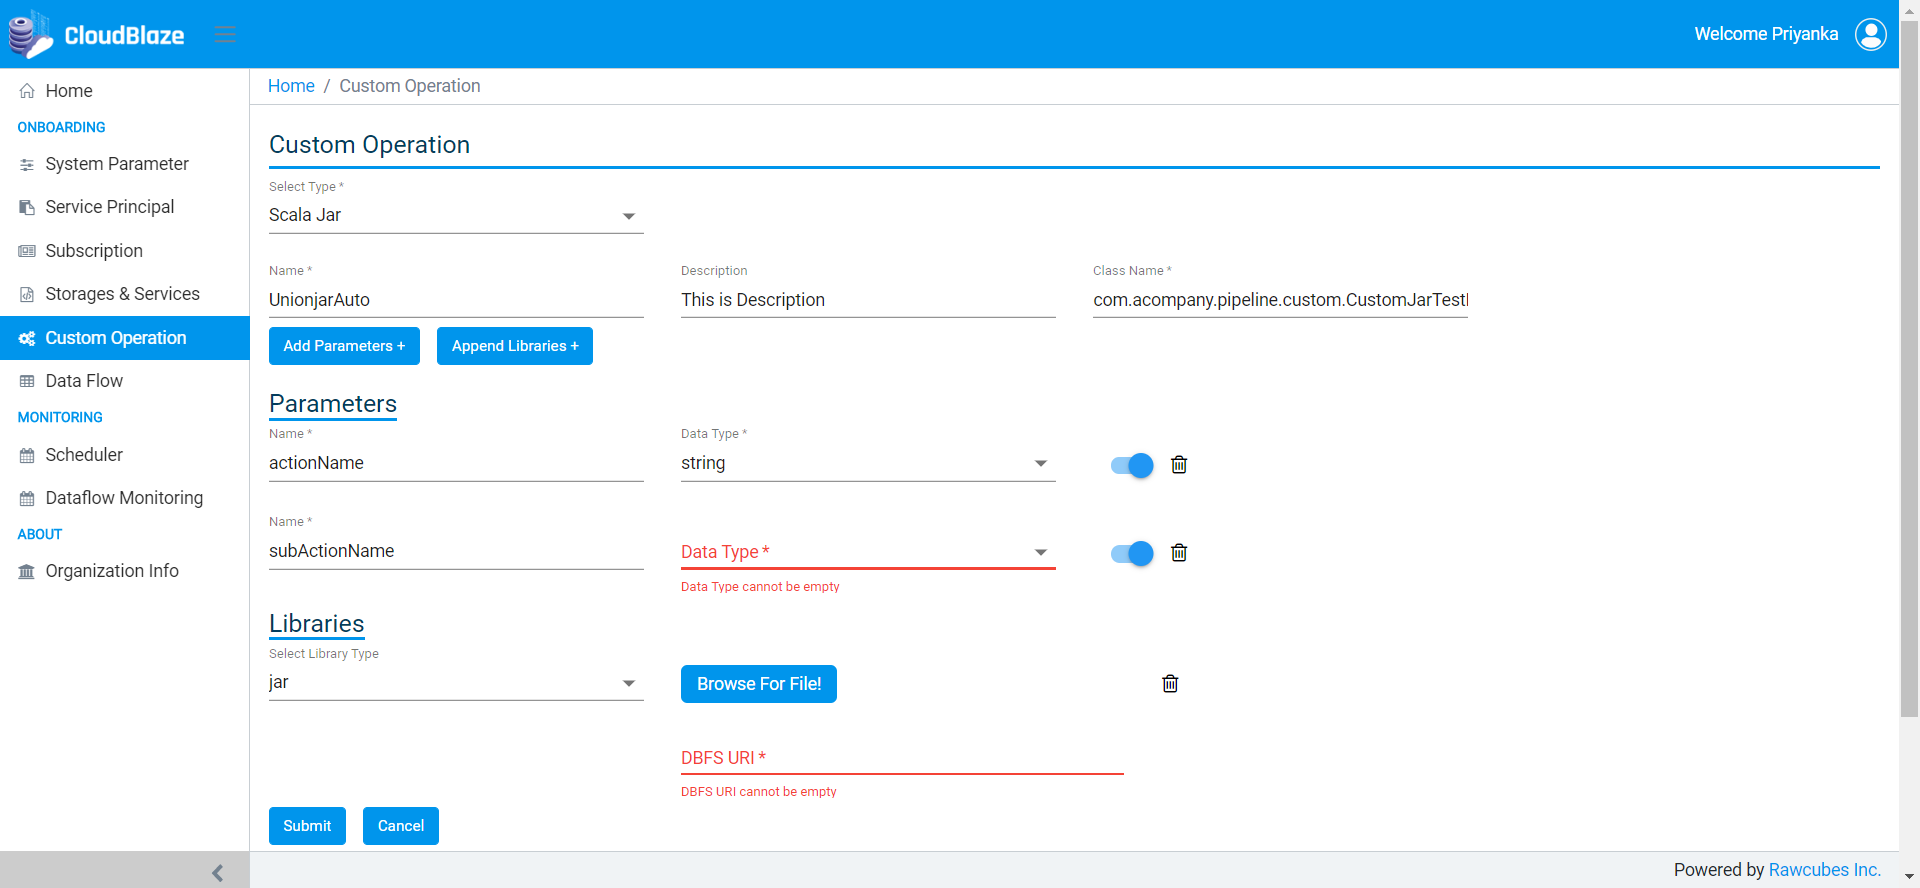 CloudBlaze
Welcome Priyanka
Home
ONBOARDING
System Parameter
Service Principal
Subscription
Storages & Services
Custom Operation
Data Flow
MONITORING
Scheduler
Dataflow Monitoring
ABOUT
Organization Info
Home / Custom Operation
Custom Operation
Select Type *
Scala Jar
Name * Description Class Name *
UnionjarAuto This is Description com.acompany.pipeline.custom.CustomJarTest
Add Parameters + Append Libraries +
Parameters
Name * Data Type *
actionName string
Name *
subActionName Data Type *
Data Type cannot be empty
Libraries
Select Library Type
jar Browse For File!
DBFS URI *
DBFS URI cannot be empty
Submit Cancel
Powered by Rawcubes Inc.